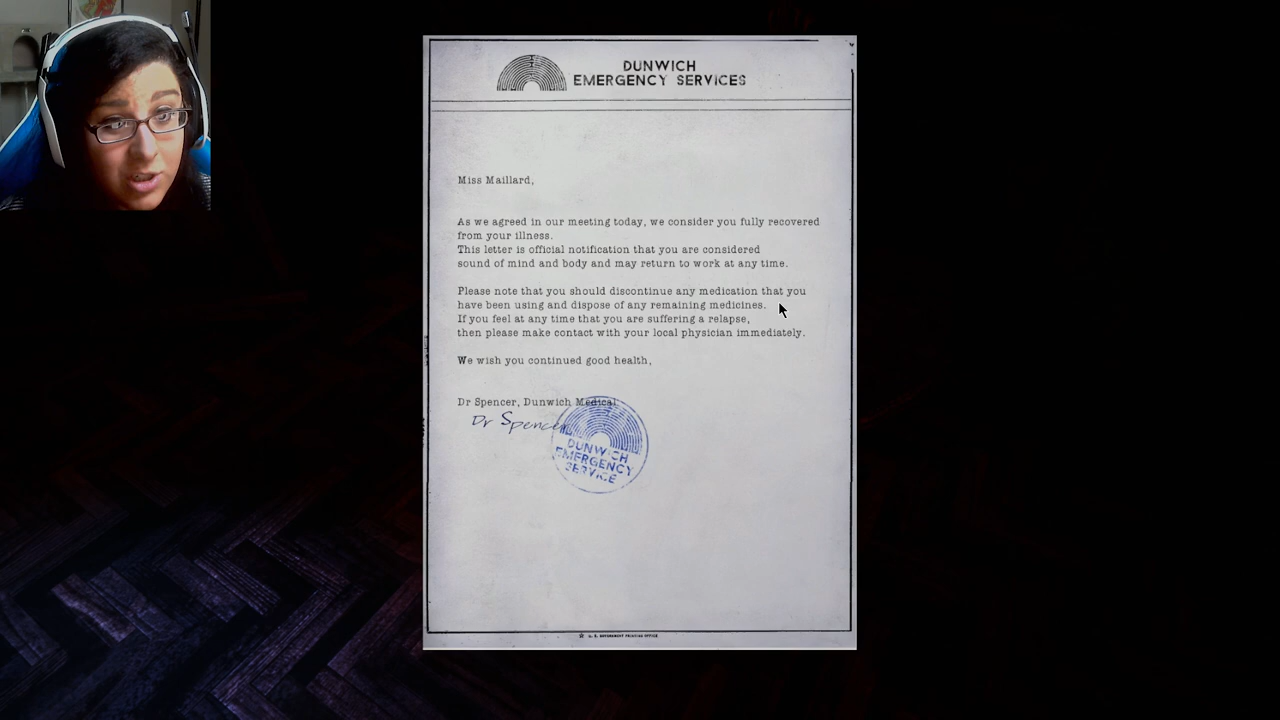 DUNWICH
EMERGENCY SERVICES
Miss Maillard,
As we agreed in our meeting today, we consider you fully recovered
from your illness.
This letter is official notification that you are considered
sound of mind and body and may return to work at any time.
Please note that you should discontinue any medication that you
have been using and dispose of any remaining medicines.
If you feel at any time that you are suffering a relapse,
then please make contact with your local physician immediately.
We wish you continued good health,
Dr Spencer, Dunwich Medical
Dr Spencer
DUNWICH
EMERGENCY
SERVICE
U. S. GOVERNMENT PRINTING OFFICE